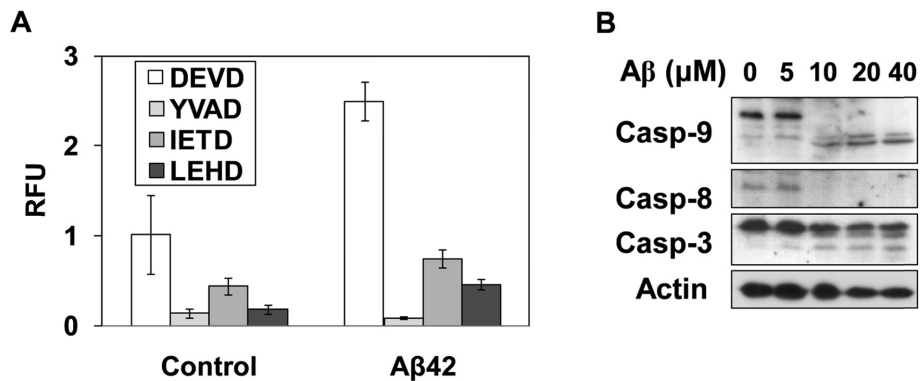 A
RFU
3
2
1
0
DEVD
YVAD
IETD
LEHD
Control Aβ42
B
Aβ (µM) 0 5 10 20 40
Casp-9
Casp-8
Casp-3
Actin